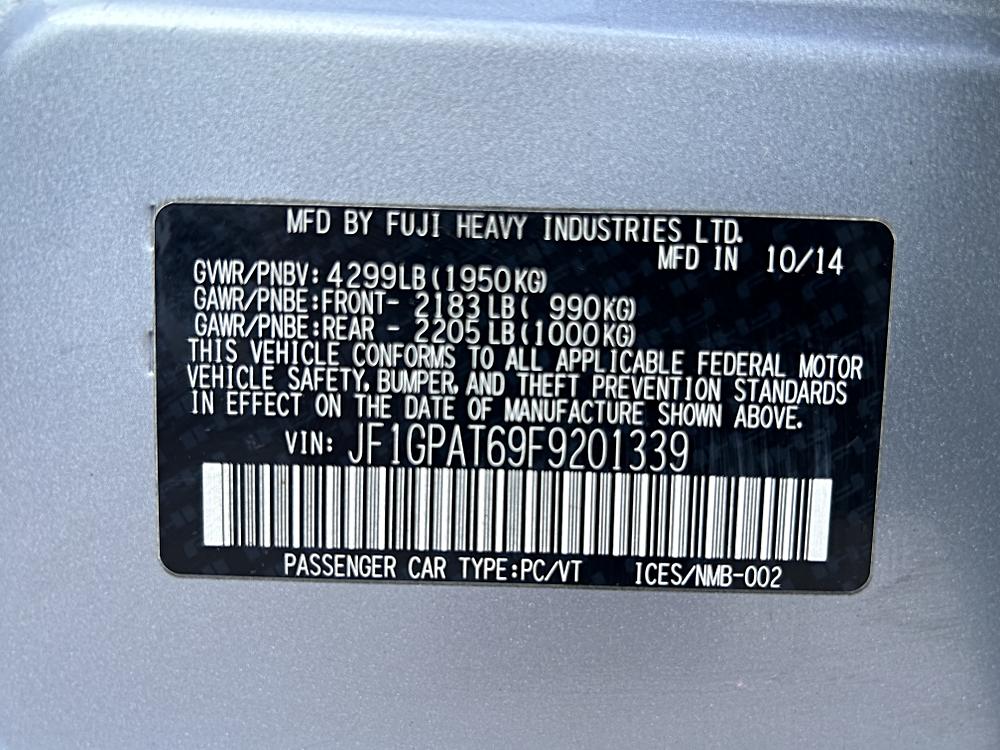 MFD BY FUJI HEAVY INDUSTRIES LTD.
MFD IN 10/14
GVWR/PNBV: 4299LB(1950KG)
GAWR/PNBE:FRONT- 2183LB( 990KG)
GAWR/PNBE:REAR - 2205LB(1000KG)
THIS VEHICLE CONFORMS TO ALL APPLICABLE FEDERAL MOTOR
VEHICLE SAFETY, BUMPER, AND THEFT PREVENTION STANDARDS
IN EFFECT ON THE DATE OF MANUFACTURE SHOWN ABOVE.
VIN: JF1GPAT69F9201339
PASSENGER CAR TYPE:PC/VT ICES/NMB-002